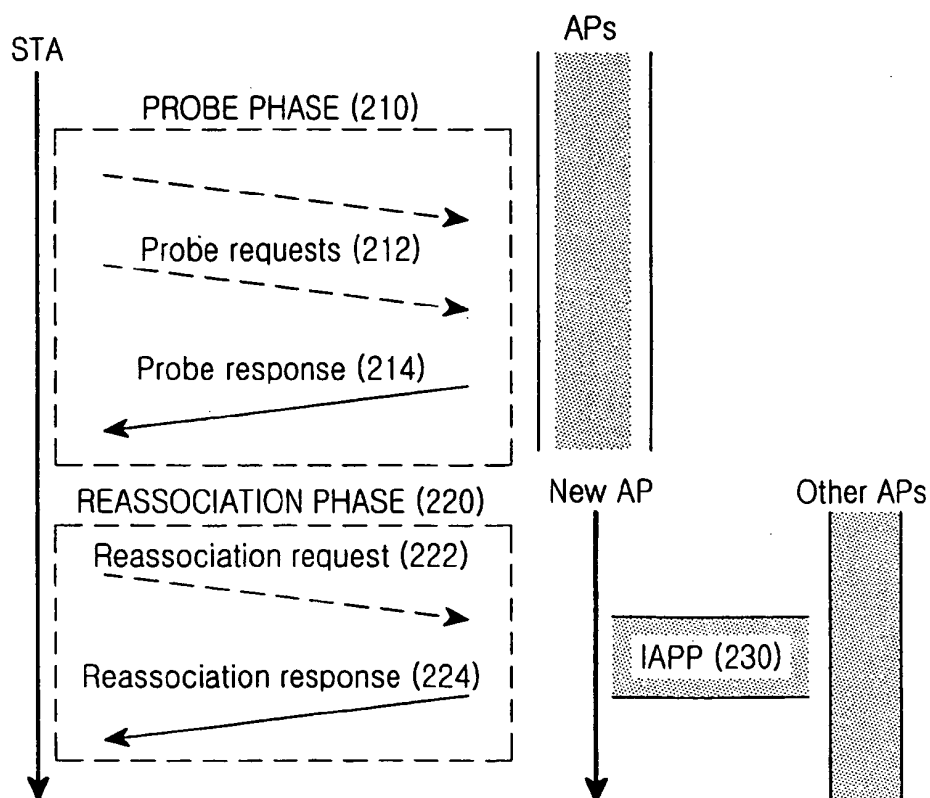 APs
STA
PROBE PHASE (210)
Probe requests (212)
Probe response (214)
New AP
Other APs
REASSOCIATION PHASE (220)
Reassociation request (222)
IAPP (230)
Reassociation response (224)